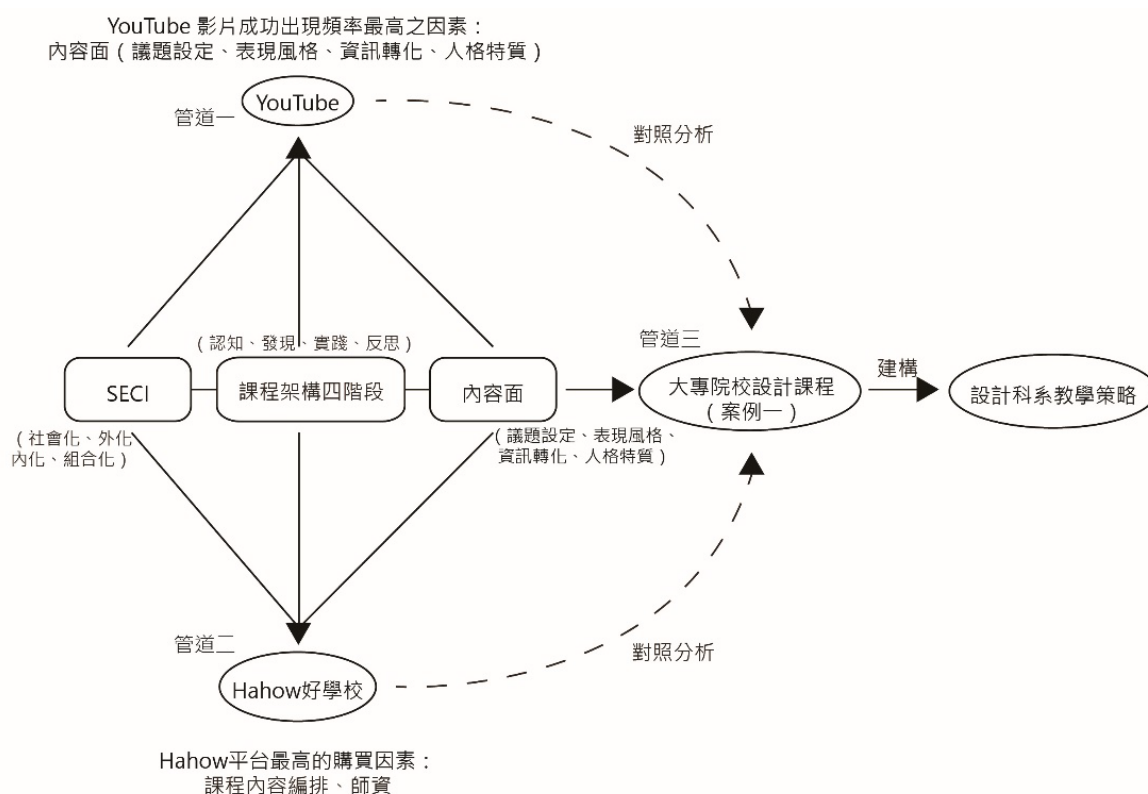 YouTube 影片成功出現頻率最高之因素：
內容面（議題設定、表現風格、資訊轉化、人格特質）
管道一
YouTube
對照分析
（認知、發現、實踐、反思）
管道三
SECI
課程架構四階段
內容面
大專院校設計課程
（案例一）
建構
設計科系教學策略
（社會化、外化
內化、組合化）
（議題設定、表現風格、
資訊轉化、人格特質）
管道二
Hahow好學校
對照分析
Hahow平台最高的購買因素：
課程內容編排、師資